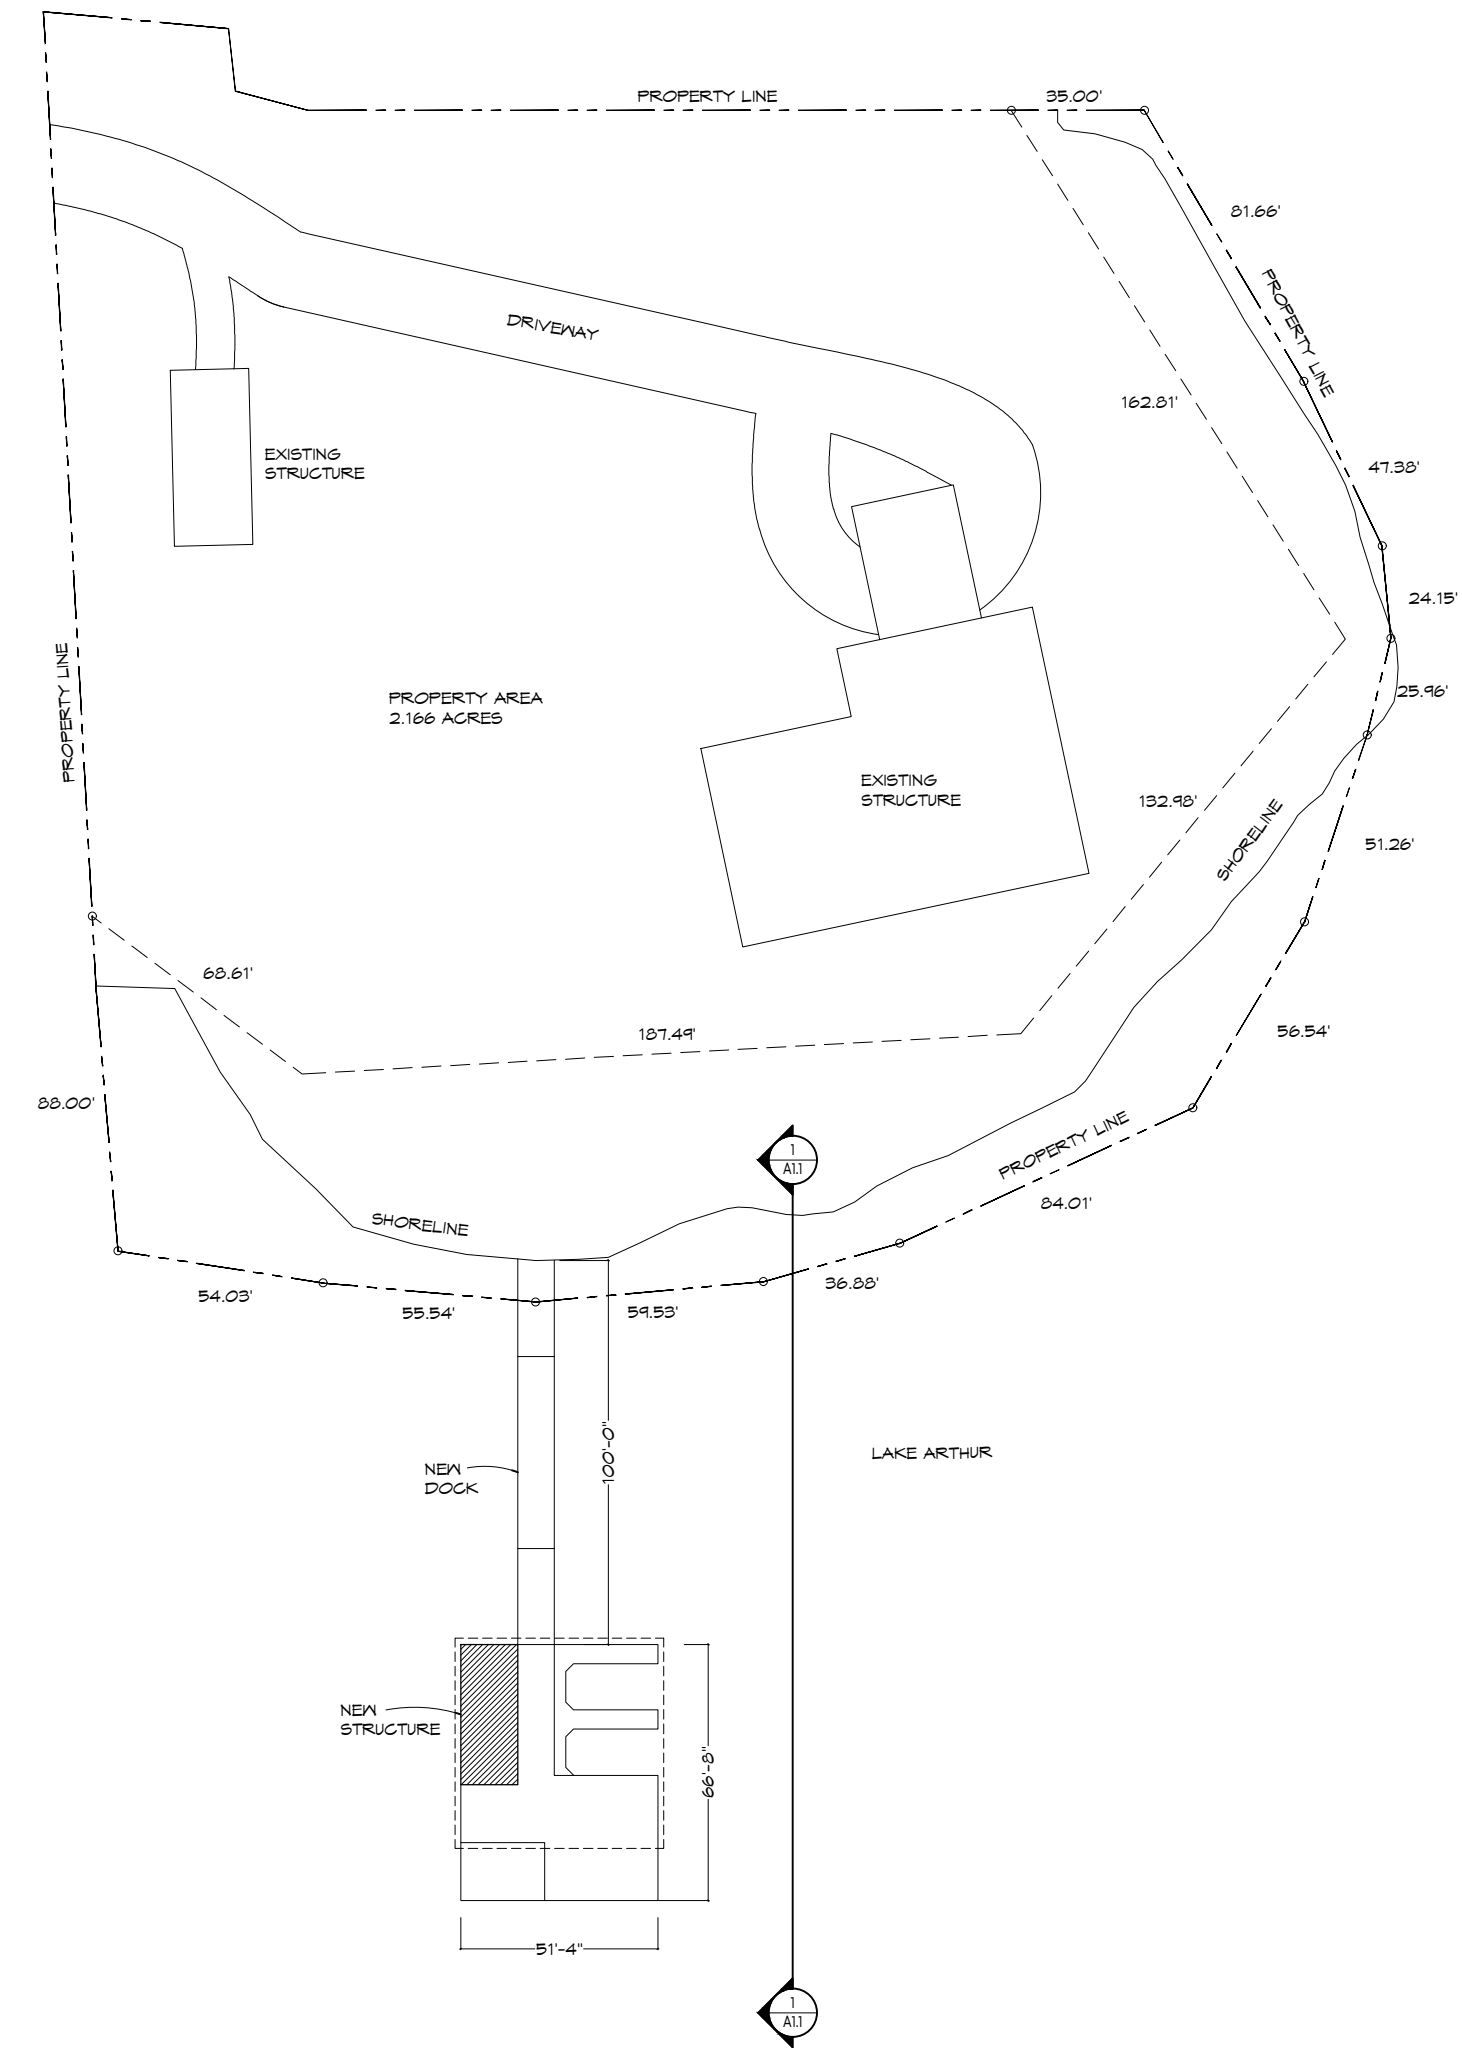 PROPERTY LINE
35.00'
81.66'
PROPERTY LINE
DRIVEWAY
162.81'
EXISTING
STRUCTURE
47.38'
24.15'
PROPERTY LINE
PROPERTY AREA
2.166 ACRES
25.96'
EXISTING
STRUCTURE
132.98'
SHORELINE
51.26'
68.61'
187.49'
56.54'
88.00'
PROPERTY LINE
1
A1.1
84.01'
SHORELINE
54.03'
55.54'
59.53'
36.88'
100'-0"
LAKE ARTHUR
NEW
DOCK
NEW
STRUCTURE
66'-8"
51'-4"
1
A1.1